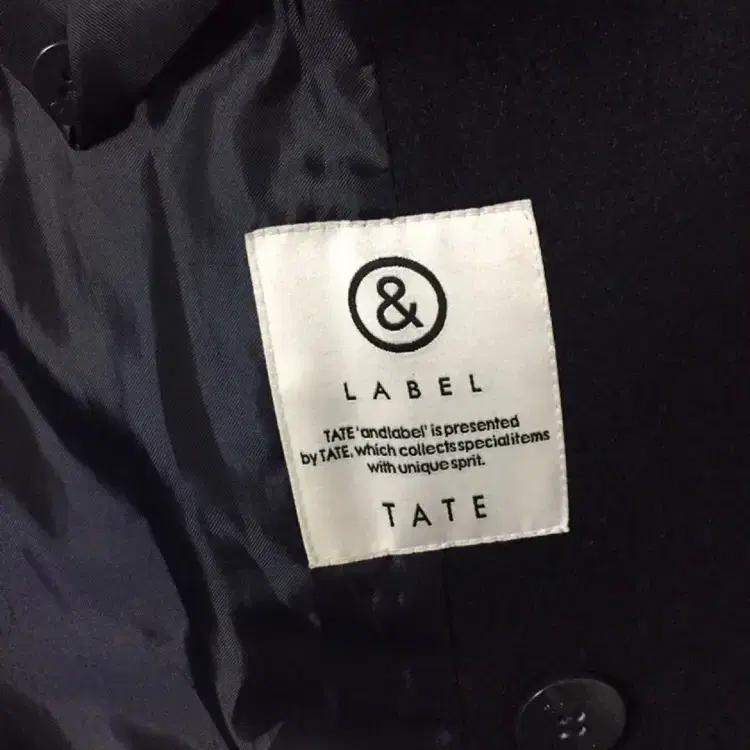 &
LABEL
TATE 'andlabel' is presented
by TATE, which collects special items
with unique sprit.
TATE